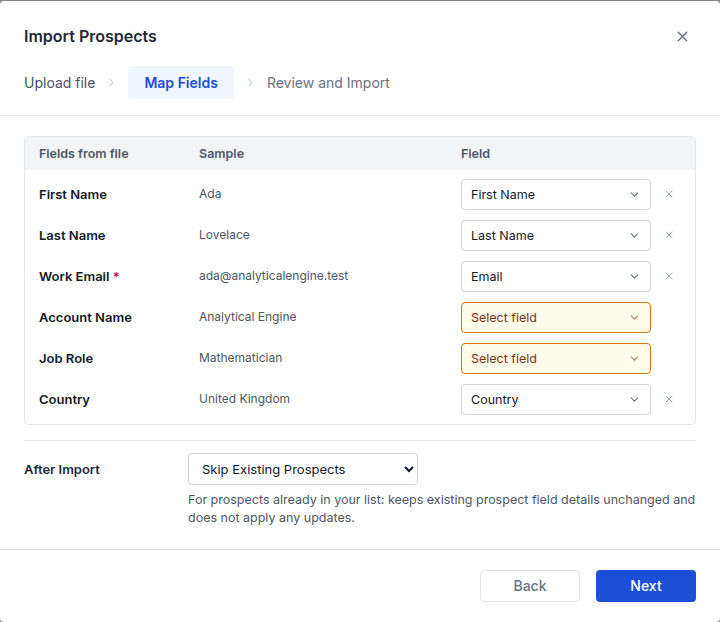 Import Prospects
Upload file
Map Fields
Review and Import
Fields from file Sample Field
First Name Ada First Name
Last Name Lovelace Last Name
Work Email * ada@analyticalengine.test Email
Account Name Analytical Engine Select field
Job Role Mathematician Select field
Country United Kingdom Country
After Import Skip Existing Prospects
For prospects already in your list: keeps existing prospect field details unchanged and
does not apply any updates.
Back Next